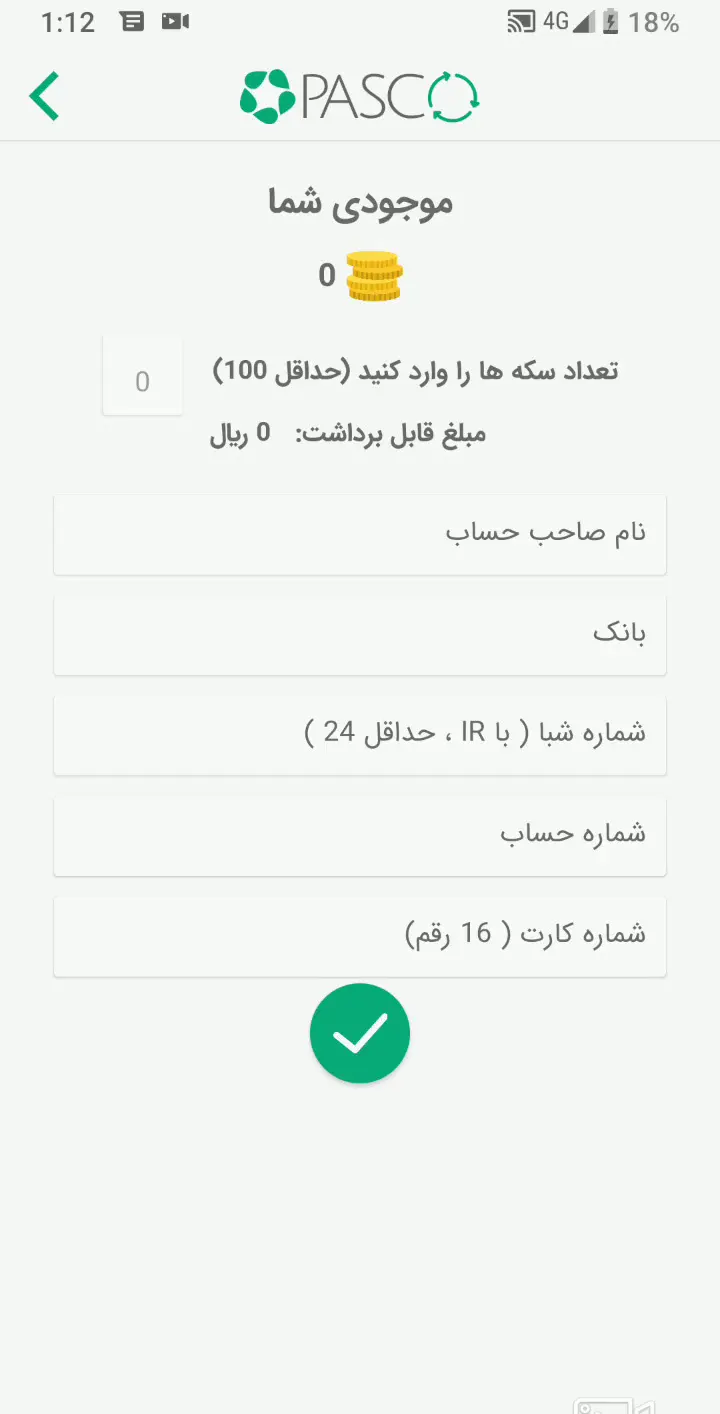 1:12 4G 18%
PASCO
موجودی شما
0
تعداد سکه ها را وارد کنید (حداقل 100)
0
مبلغ قابل برداشت: 0 ریال
نام صاحب حساب
بانک
شماره شبا ( با IR ، حداقل 24 )
شماره حساب
شماره کارت ( 16 رقم)